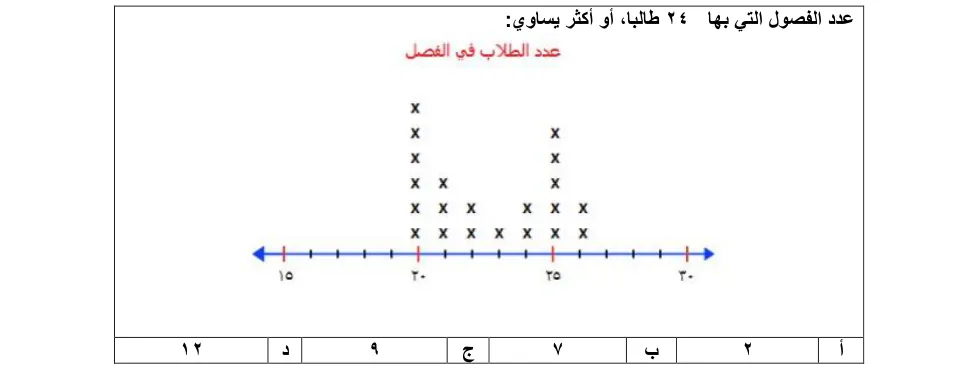 عدد الفصول التي بها ٢٤ طالبا، أو أكثر يساوي:
عدد الطلاب في الفصل
x
x x
x x
x x x
x x x x x x
x x x x x x x
١٥ ٢٠ ٢٥ ٣٠
أ ٢ ب ٧ ج ٩ د ١٢